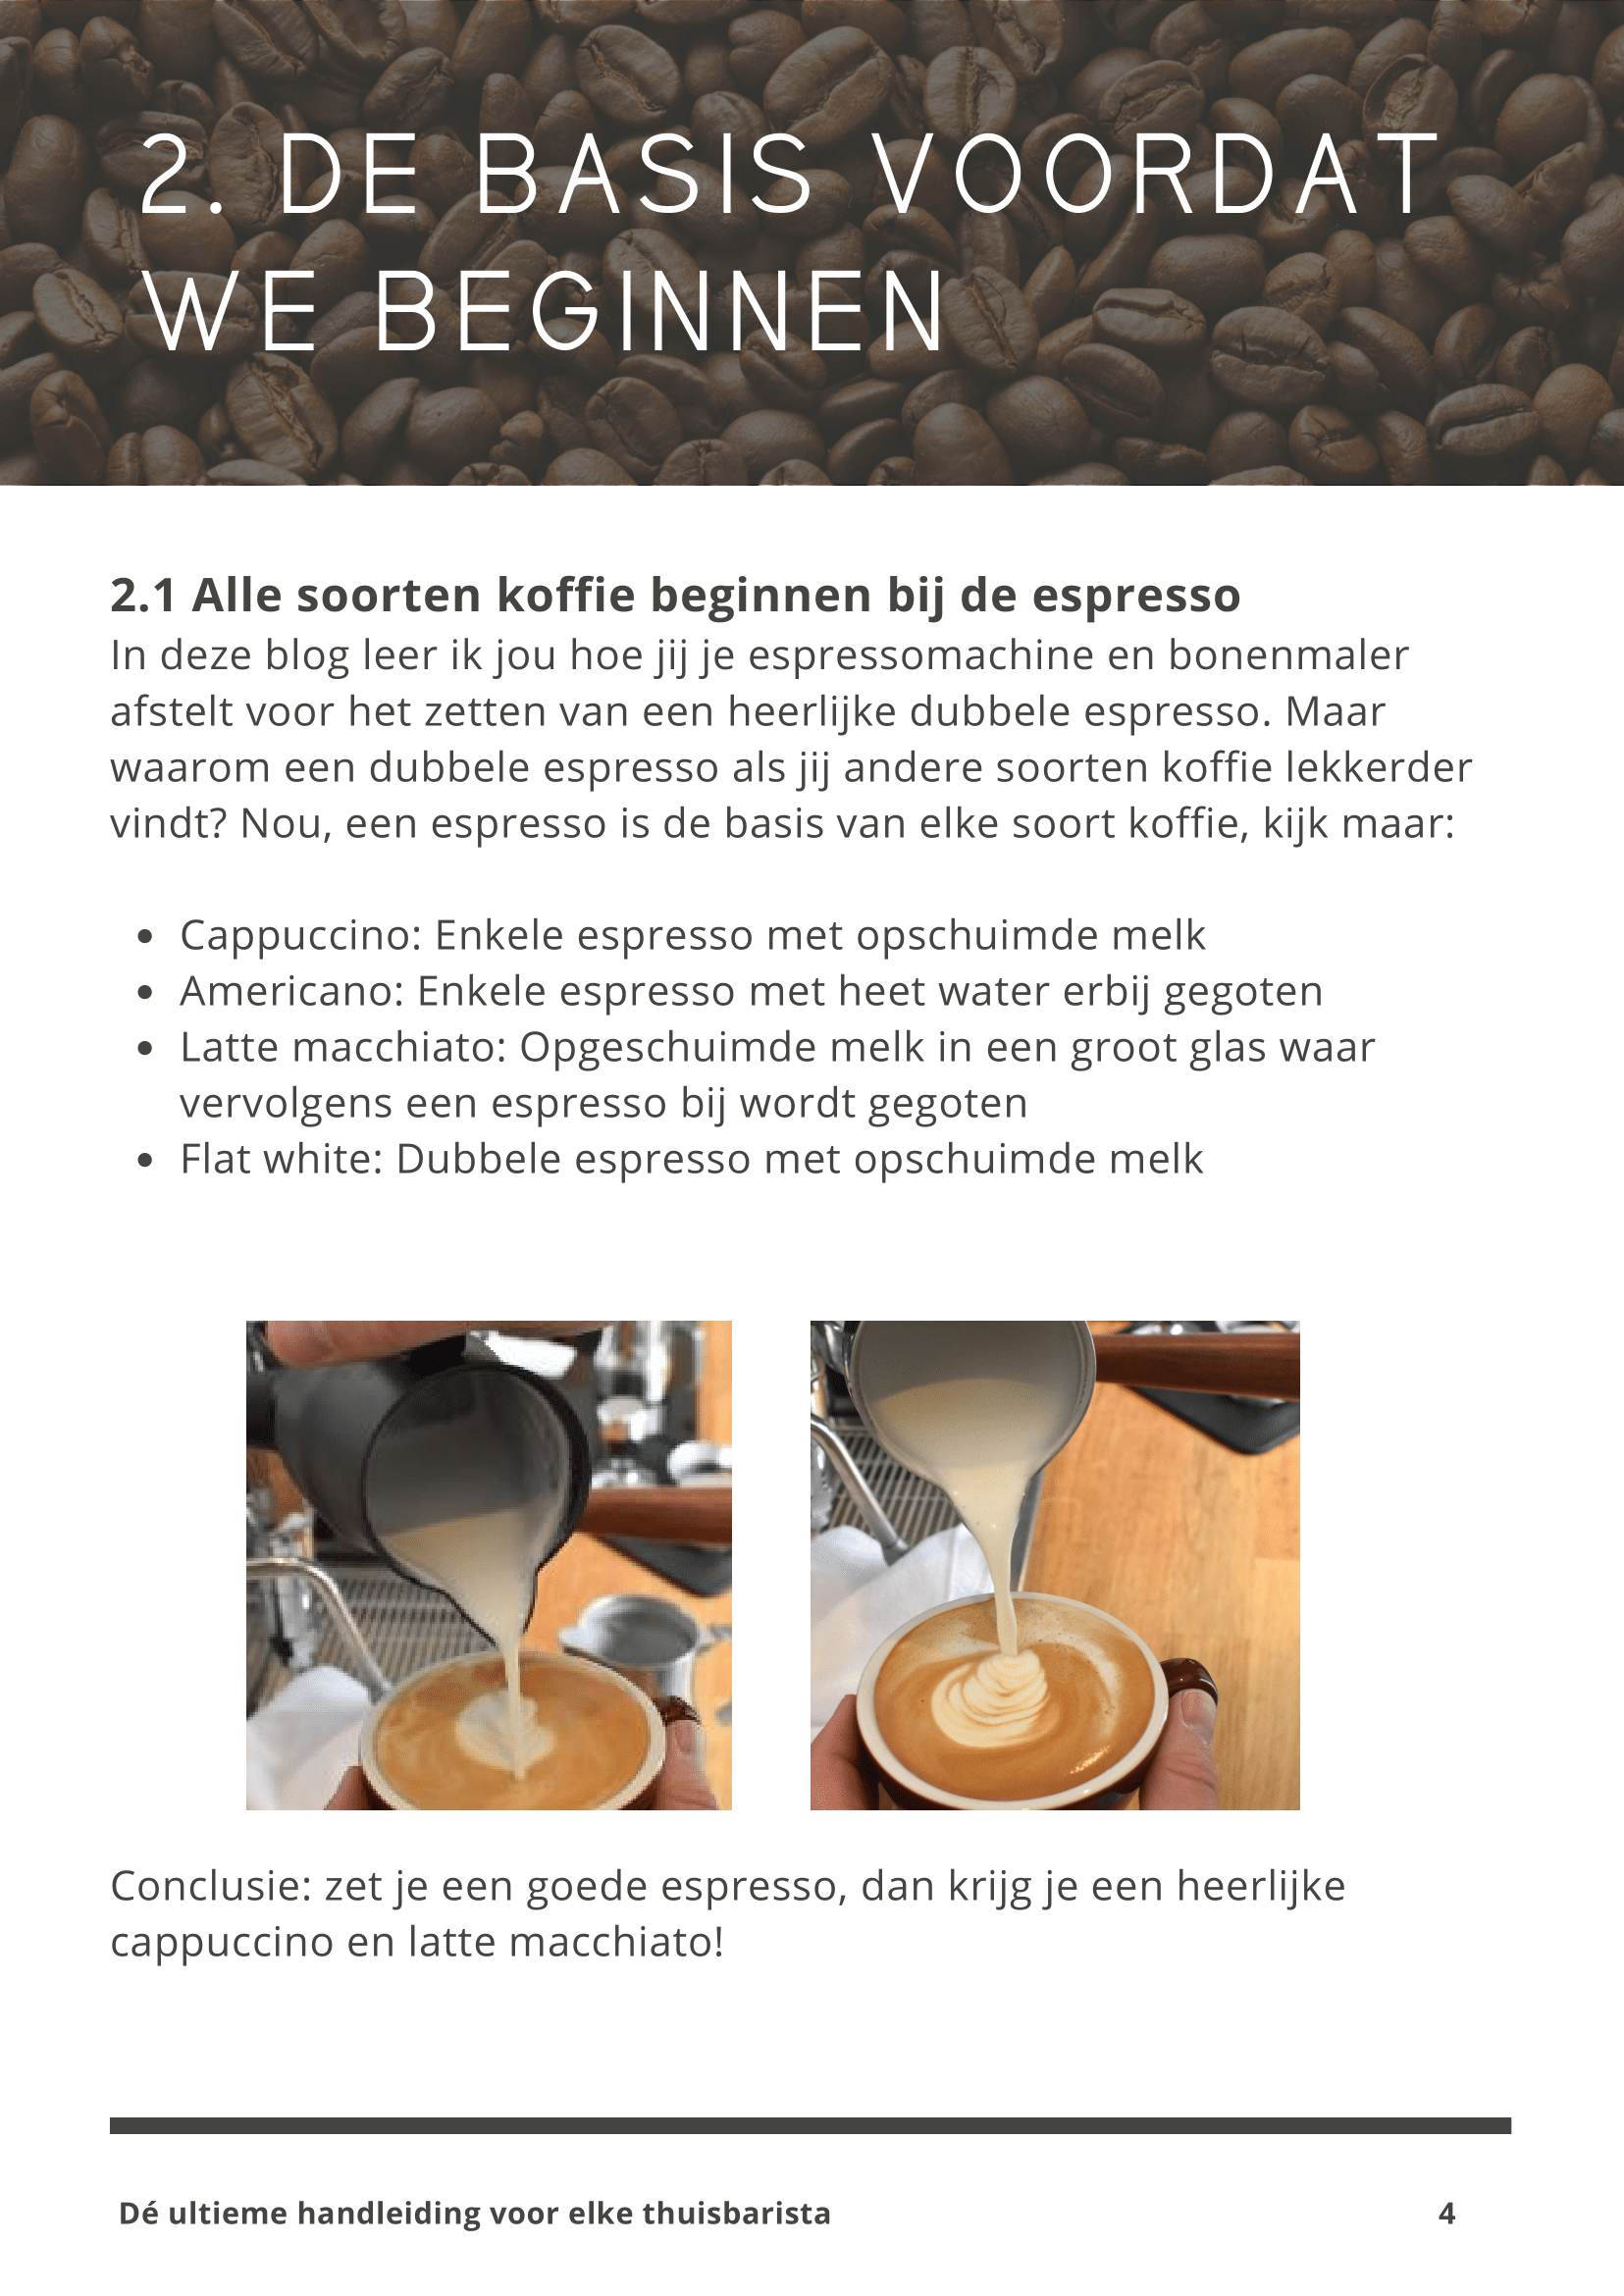 2. DE BASIS VOORDAT
WE BEGINNEN
2.1 Alle soorten koffie beginnen bij de espresso
In deze blog leer ik jou hoe jij je espressomachine en bonenmaler
afstelt voor het zetten van een heerlijke dubbele espresso. Maar
waarom een dubbele espresso als jij andere soorten koffie lekkerder
vindt? Nou, een espresso is de basis van elke soort koffie, kijk maar:
• Cappuccino: Enkele espresso met opschuimde melk
• Americano: Enkele espresso met heet water erbij gegoten
• Latte macchiato: Opgeschuimde melk in een groot glas waar
vervolgens een espresso bij wordt gegoten
• Flat white: Dubbele espresso met opschuimde melk
Conclusie: zet je een goede espresso, dan krijg je een heerlijke
cappuccino en latte macchiato!
Dé ultieme handleiding voor elke thuisbarista 4